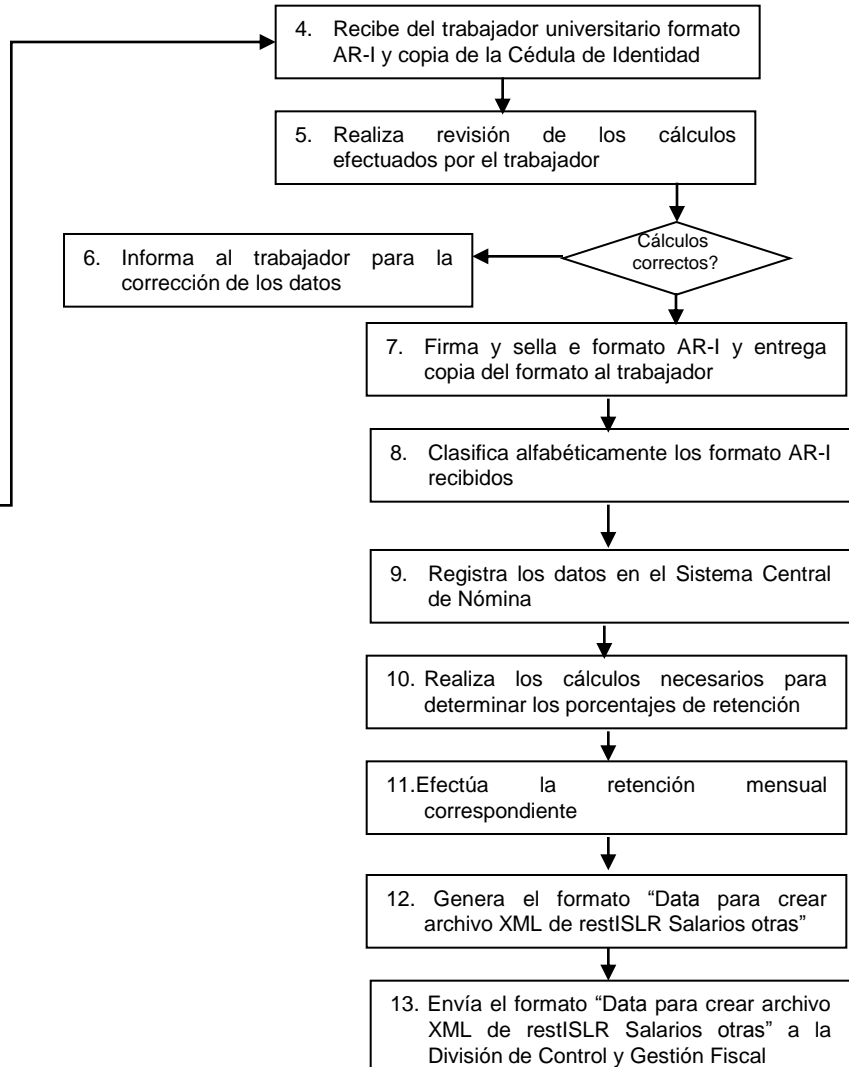 4. Recibe del trabajador universitario formato
AR-I y copia de la Cédula de Identidad
5. Realiza revisión de los cálculos
efectuados por el trabajador
Cálculos
correctos?
6. Informa al trabajador para la
corrección de los datos
7. Firma y sella e formato AR-I y entrega
copia del formato al trabajador
8. Clasifica alfabéticamente los formato AR-I
recibidos
9. Registra los datos en el Sistema Central
de Nómina
10. Realiza los cálculos necesarios para
determinar los porcentajes de retención
11.Efectúa la retención mensual
correspondiente
12. Genera el formato “Data para crear
archivo XML de restISLR Salarios otras”
13. Envía el formato “Data para crear archivo
XML de restISLR Salarios otras” a la
División de Control y Gestión Fiscal